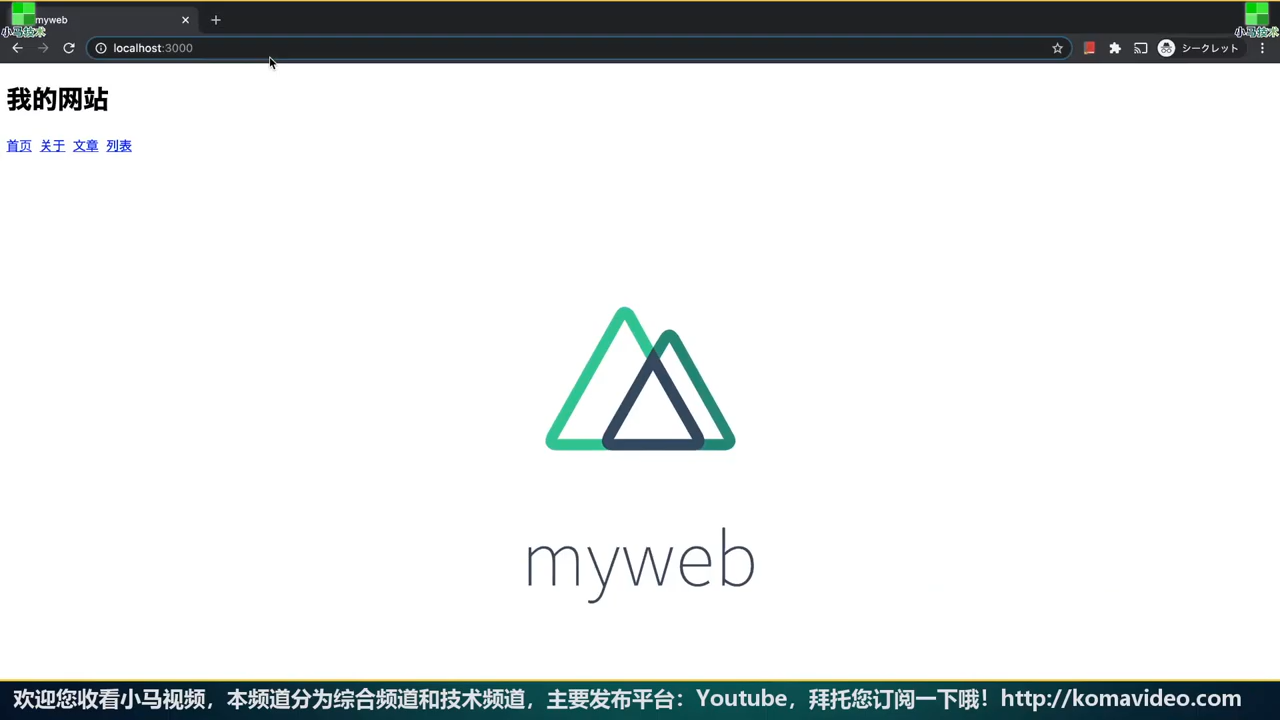 myweb
小马技术
小马技术
localhost:3000
シークレット
我的网站
首页 关于 文章 列表
myweb
欢迎您收看小马视频，本频道分为综合频道和技术频道，主要发布平台：Youtube，拜托您订阅一下哦！http://komavideo.com